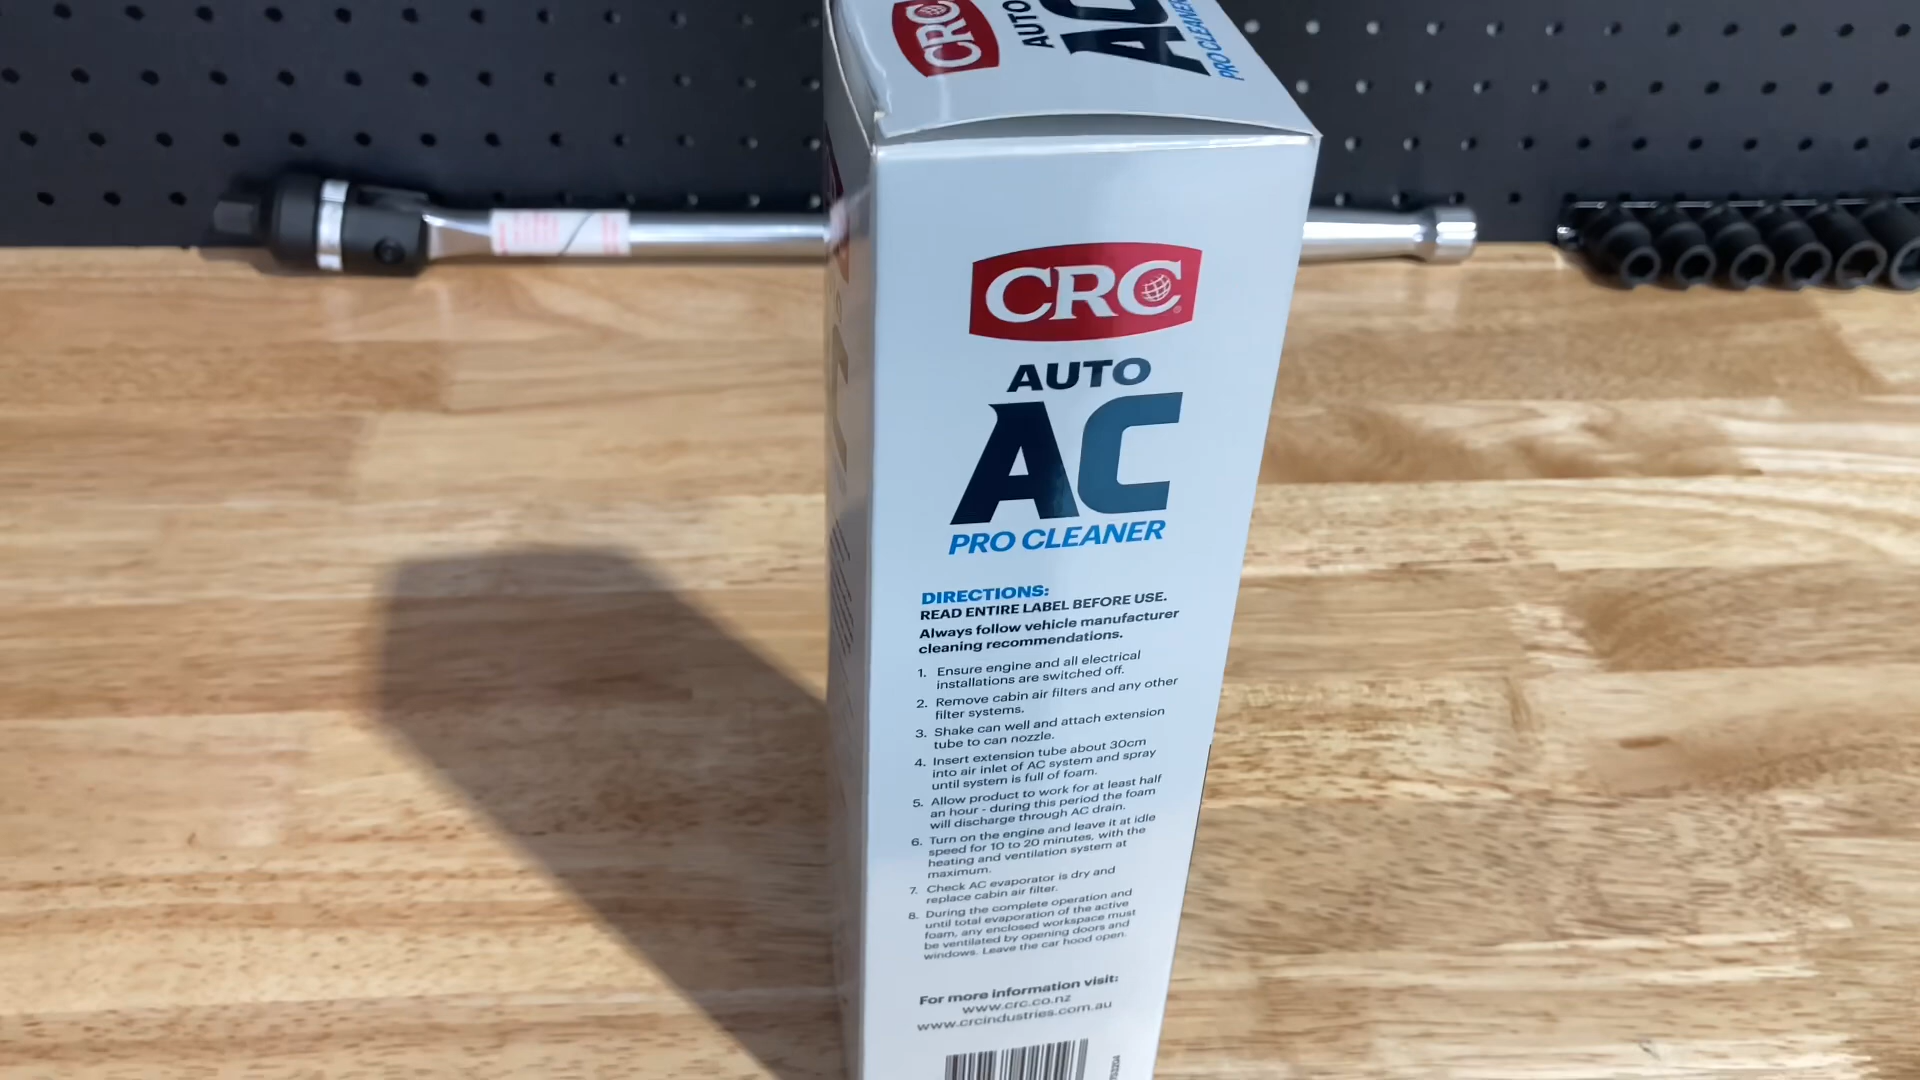 CRC
AUTO
AC
PRO CLEANER
CRC
AUTO
AC
PRO CLEANER
DIRECTIONS:
READ ENTIRE LABEL BEFORE USE.
Always follow vehicle manufacturer
cleaning recommendations.
1. Ensure engine and all electrical
installations are switched off.
2. Remove cabin air filters and any other
filter systems.
3. Shake can well and attach extension
tube to can nozzle.
4. Insert extension tube about 30cm
into air inlet of AC system and spray
until system is full of foam.
5. Allow product to work for at least half
an hour - during this period the foam
will discharge through AC drain.
6. Turn on the engine and leave it at idle
speed for 10 to 20 minutes, with the
heating and ventilation system at
maximum.
7. Check AC evaporator is dry and
replace cabin air filter.
8. During the complete operation and
until total evaporation of the active
foam, any enclosed workspace must
be ventilated by opening doors and
windows. Leave the car hood open.
For more information visit:
www.crc.co.nz
www.crcindustries.com.au